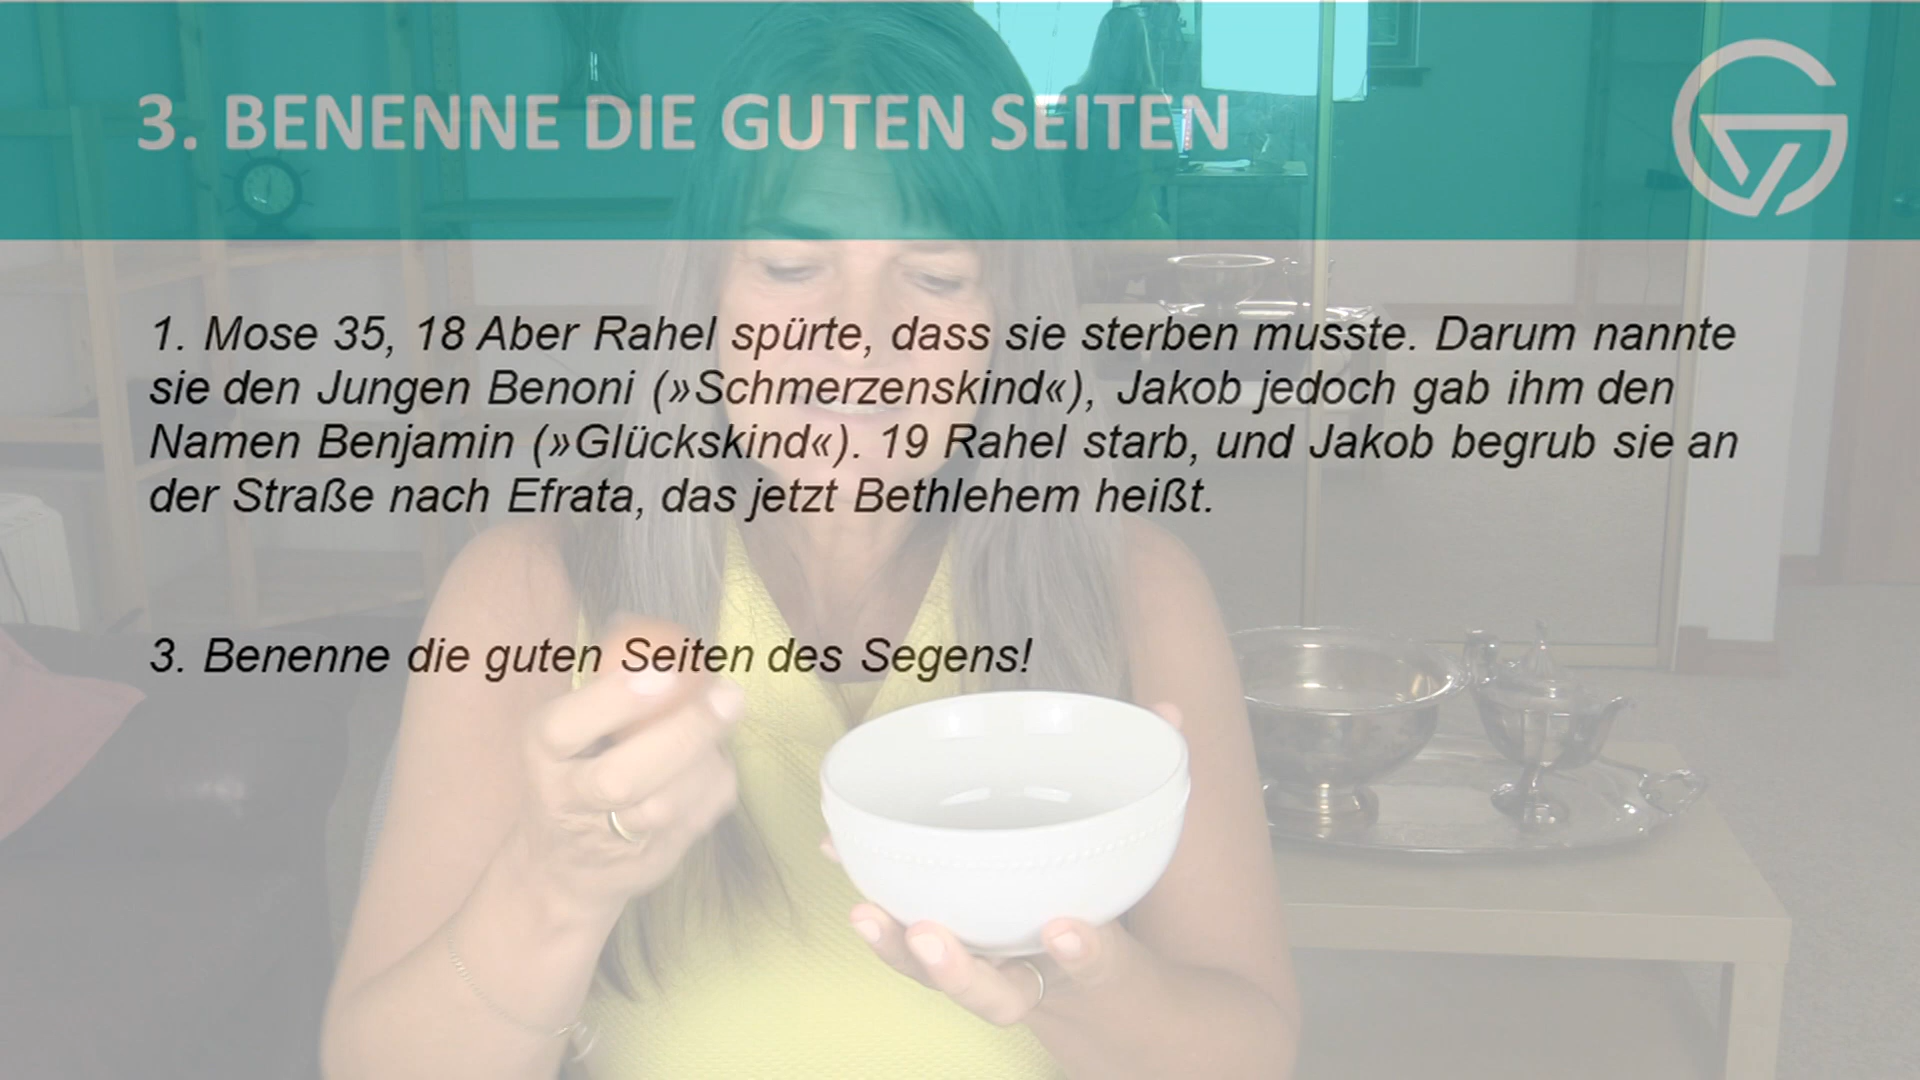 3. BENENNE DIE GUTEN SEITEN
1. Mose 35, 18 Aber Rahel spürte, dass sie sterben musste. Darum nannte
sie den Jungen Benoni (»Schmerzenskind«), Jakob jedoch gab ihm den
Namen Benjamin (»Glückskind«). 19 Rahel starb, und Jakob begrub sie an
der Straße nach Efrata, das jetzt Bethlehem heißt.
3. Benenne die guten Seiten des Segens!